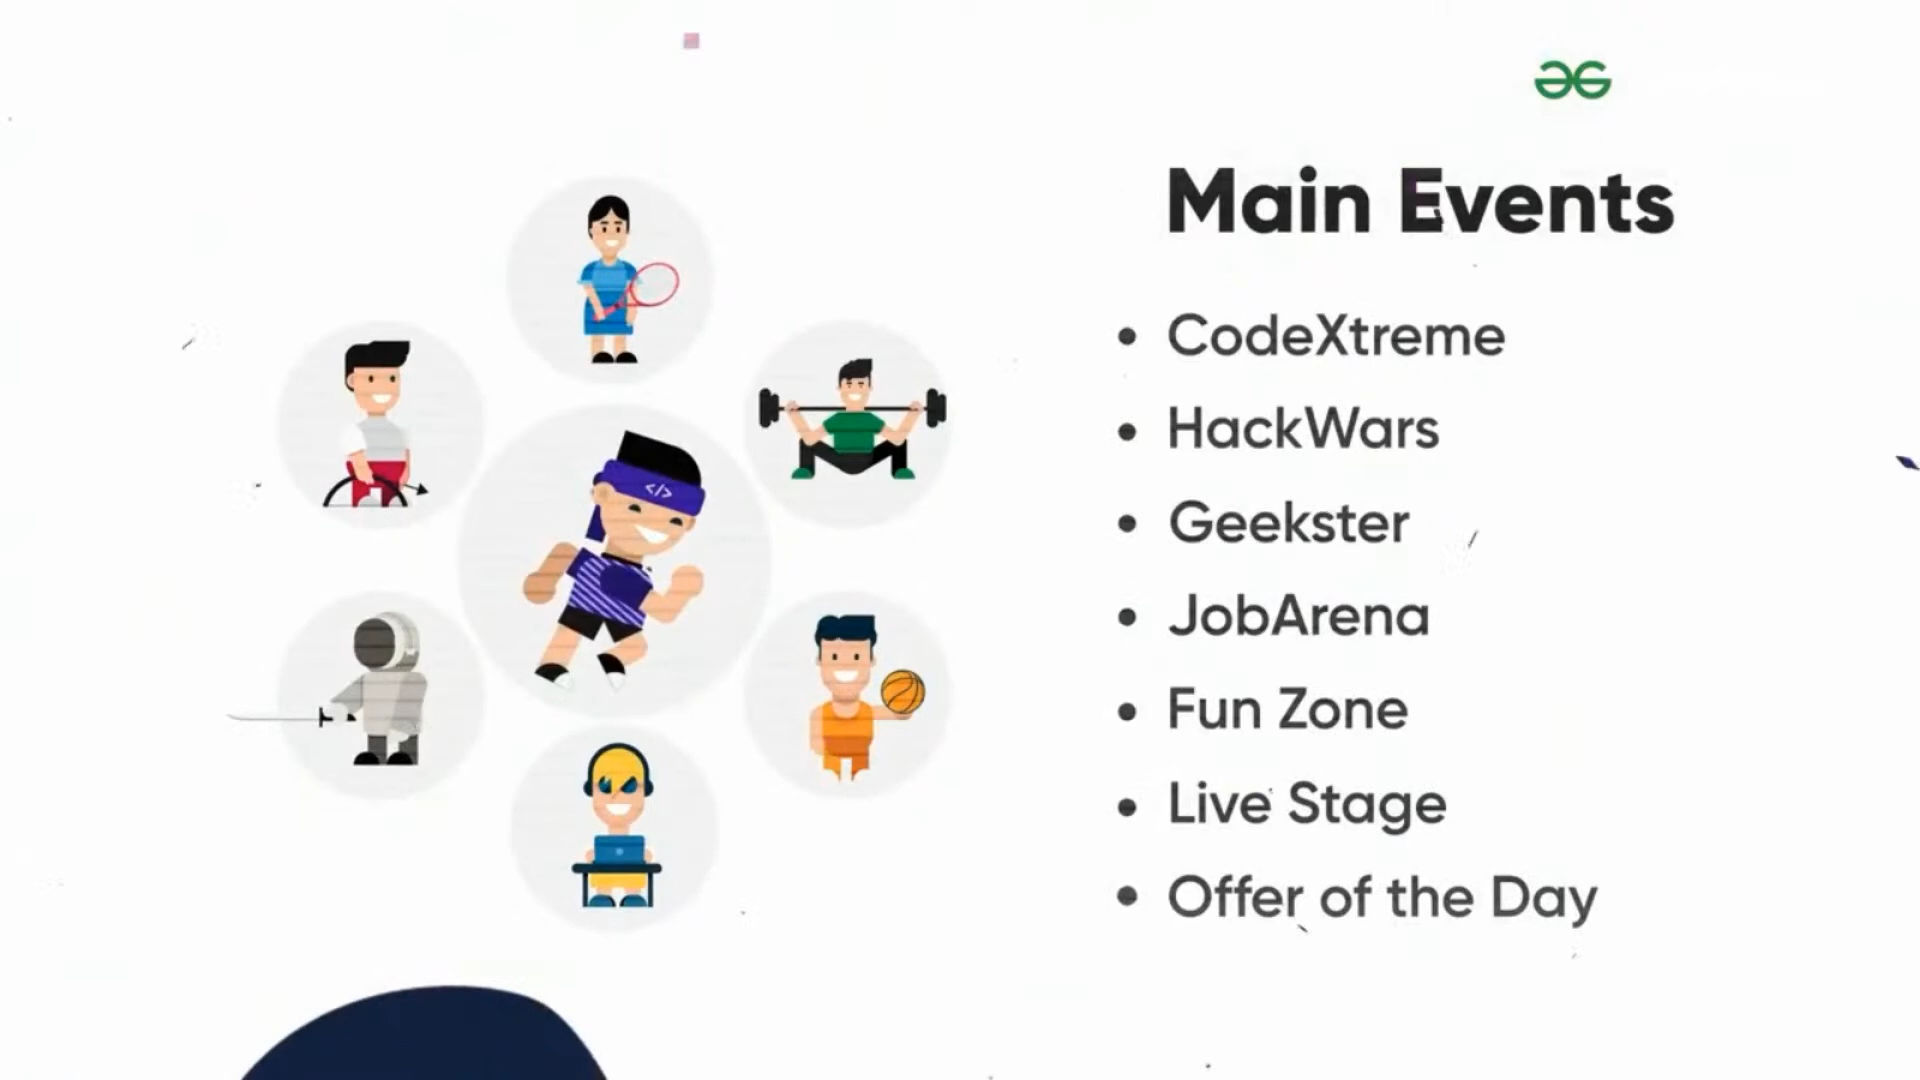 Main Events
CodeXtreme
HackWars
Geekster
JobArena
Fun Zone
Live Stage
Offer of the Day
</>